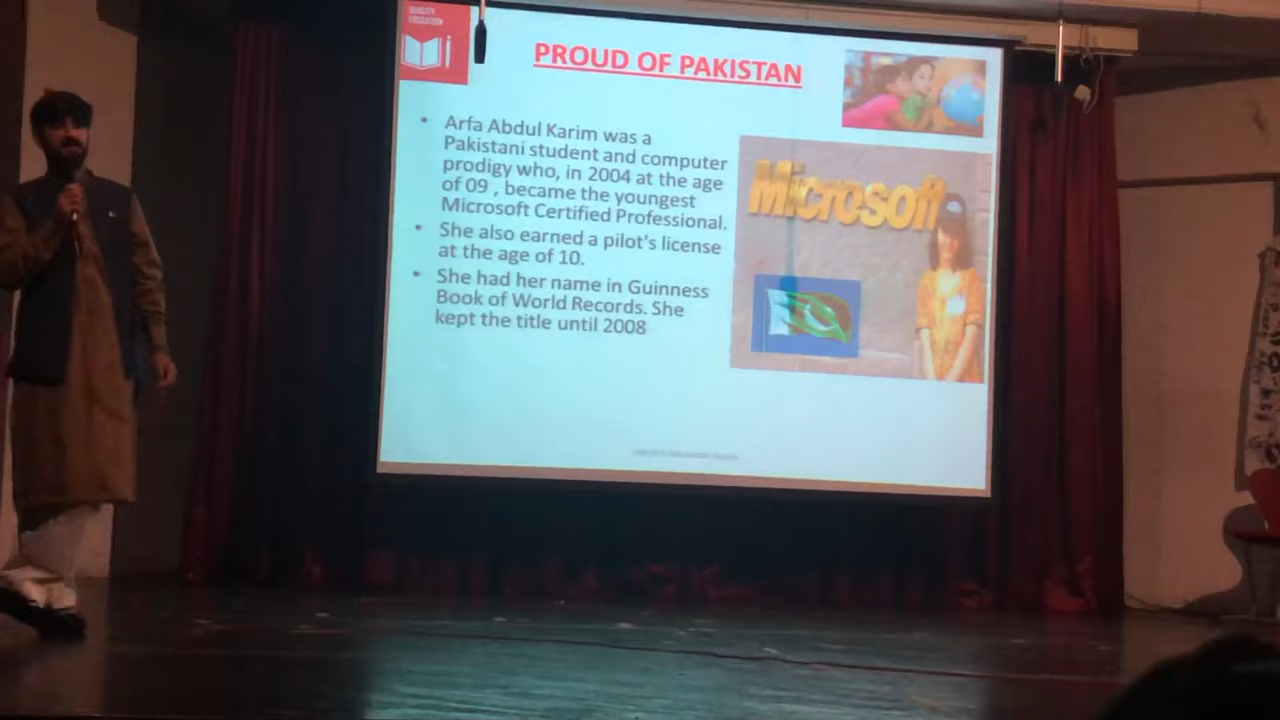 QUALITY
EDUCATION
PROUD OF PAKISTAN
• Arfa Abdul Karim was a
Pakistani student and computer
prodigy who, in 2004 at the age
of 09 , became the youngest
Microsoft Certified Professional.
• She also earned a pilot's license
at the age of 10.
• She had her name in Guinness
Book of World Records. She
kept the title until 2008
Microsoft